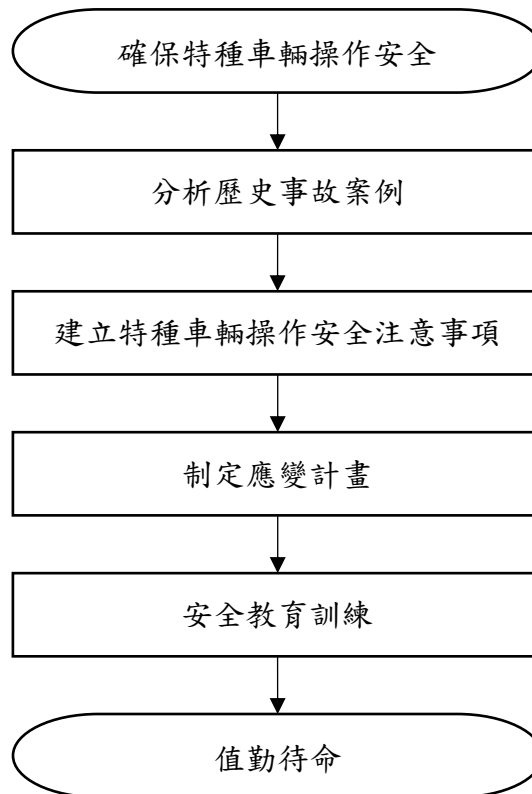 確保特種車輛操作安全
分析歷史事故案例
建立特種車輛操作安全注意事項
制定應變計畫
安全教育訓練
值勤待命